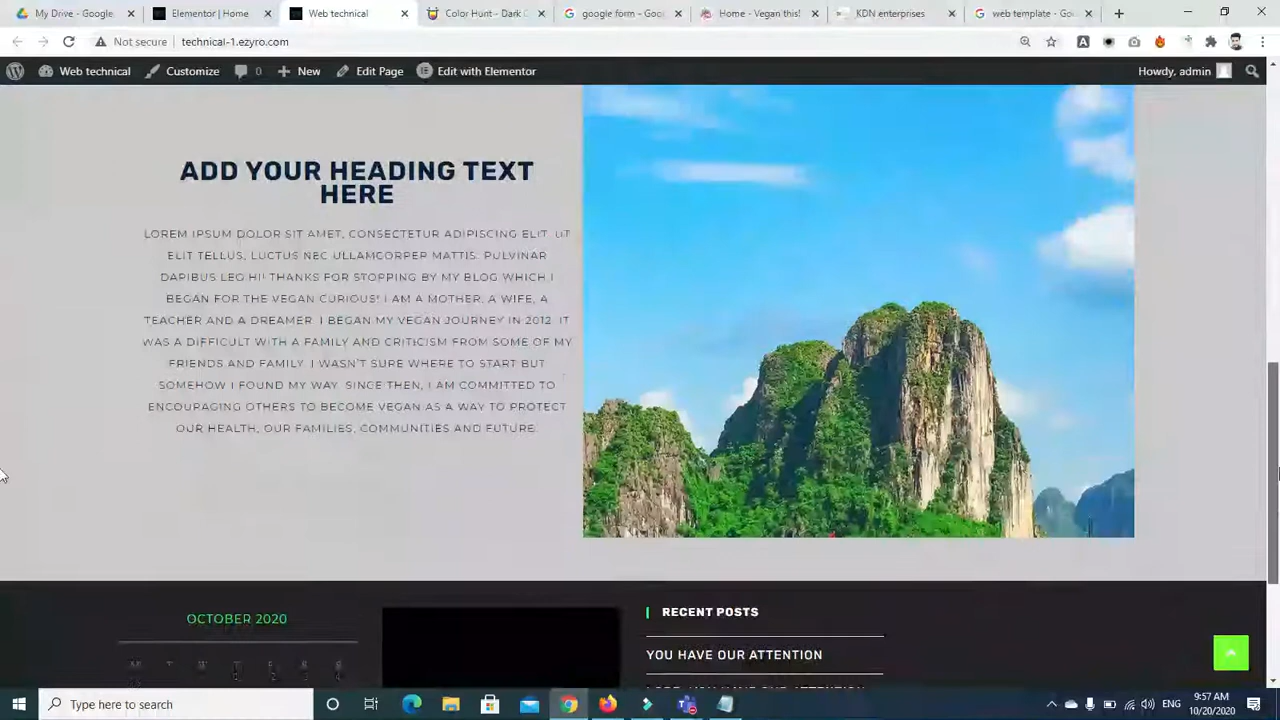 My Drive - Google
Elementor | Home
Web technical
Color Hunt - Dark
google form - Goo
Home - Vegan this!
KDN enterprises
web template - Go
Not secure
technical-1.ezyro.com
Web technical
Customize
0
New
Edit Page
Edit with Elementor
Howdy, admin
ADD YOUR HEADING TEXT
HERE
LOREM IPSUM DOLOR SIT AMET, CONSECTETUR ADIPISCING ELIT. UT
ELIT TELLUS, LUCTUS NEC ULLAMCORPER MATTIS, PULVINAR
DAPIBUS LEO.HI! THANKS FOR STOPPING BY MY BLOG WHICH I
BEGAN FOR THE VEGAN CURIOUS! I AM A MOTHER, A WIFE, A
TEACHER AND A DREAMER. I BEGAN MY VEGAN JOURNEY IN 2012. IT
WAS A DIFFICULT WITH A FAMILY AND CRITICISM FROM SOME OF MY
FRIENDS AND FAMILY. I WASN'T SURE WHERE TO START BUT
SOMEHOW I FOUND MY WAY. SINCE THEN, I AM COMMITTED TO
ENCOURAGING OTHERS TO BECOME VEGAN AS A WAY TO PROTECT
OUR HEALTH, OUR FAMILIES, COMMUNITIES AND FUTURE.
OCTOBER 2020
M T W T F S S
RECENT POSTS
YOU HAVE OUR ATTENTION
Type here to search
ENG
9:57 AM
10/20/2020